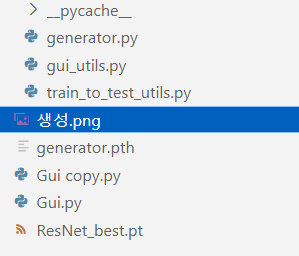 __pycache__
generator.py
gui_utils.py
train_to_test_utils.py
생성.png
generator.pth
Gui copy.py
Gui.py
ResNet_best.pt